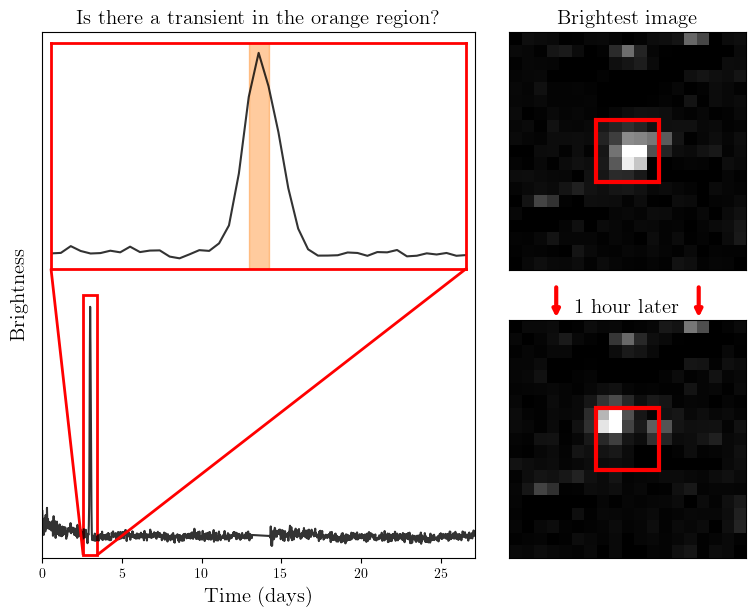 Is there a transient in the orange region?
Brightest image
Brightness
1 hour later
0 5 10 15 20 25
Time (days)